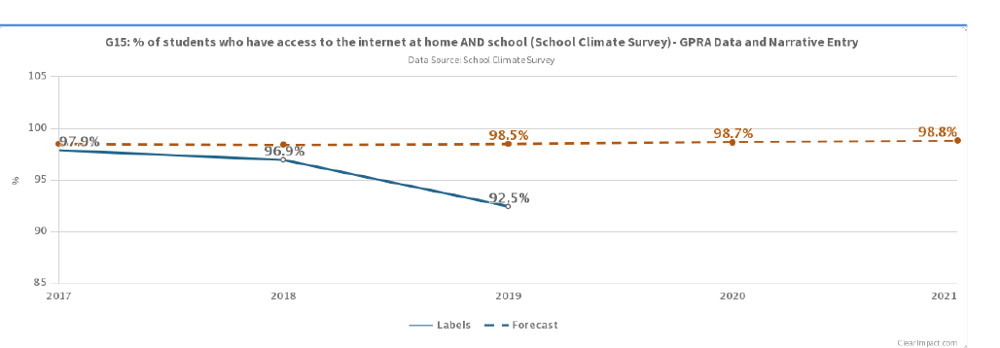 G15: % of students who have access to the internet at home AND school (School Climate Survey) - GPRA Data and Narrative Entry
Data Source: School Climate Survey
105
100
95
90
85
%
97.9%
96.9%
98.5%
92.5%
98.7%
98.8%
2017 2018 2019 2020 2021
Labels Forecast
ClearImpact.com